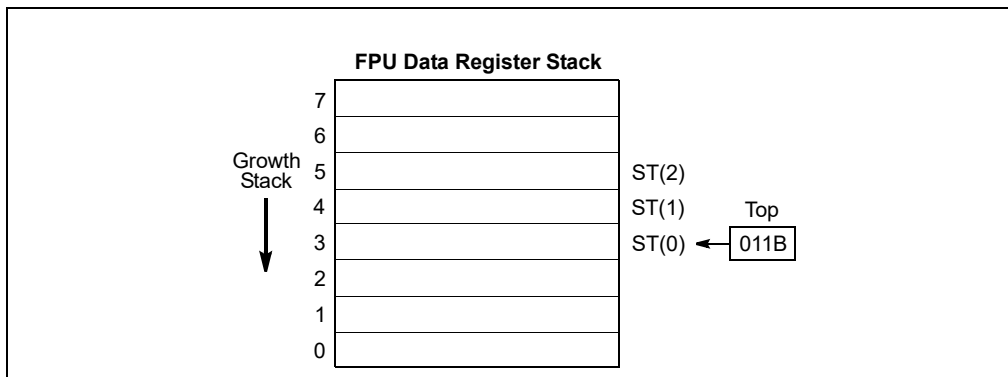 FPU Data Register Stack
7
6
Growth
Stack
5
ST(2)
4
ST(1)
Top
3
ST(0)
011B
2
1
0